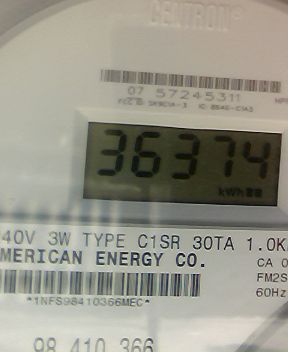 CENTRON®
07 57245311
36374
kWh
40V 3W TYPE C1SR 30TA 1.0K
MERICAN ENERGY CO.
CA 0
FM2S
60Hz
*1NFS98410366MEC*
98 410 366